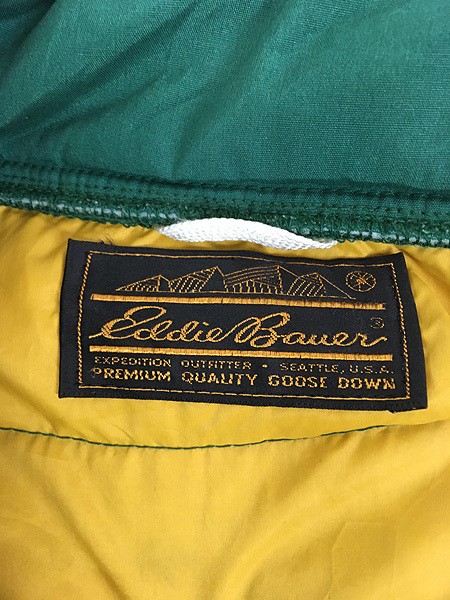 Eddie Bauer ®
EXPEDITION OUTFITTER • SEATTLE, U.S.A.
PREMIUM QUALITY GOOSE DOWN